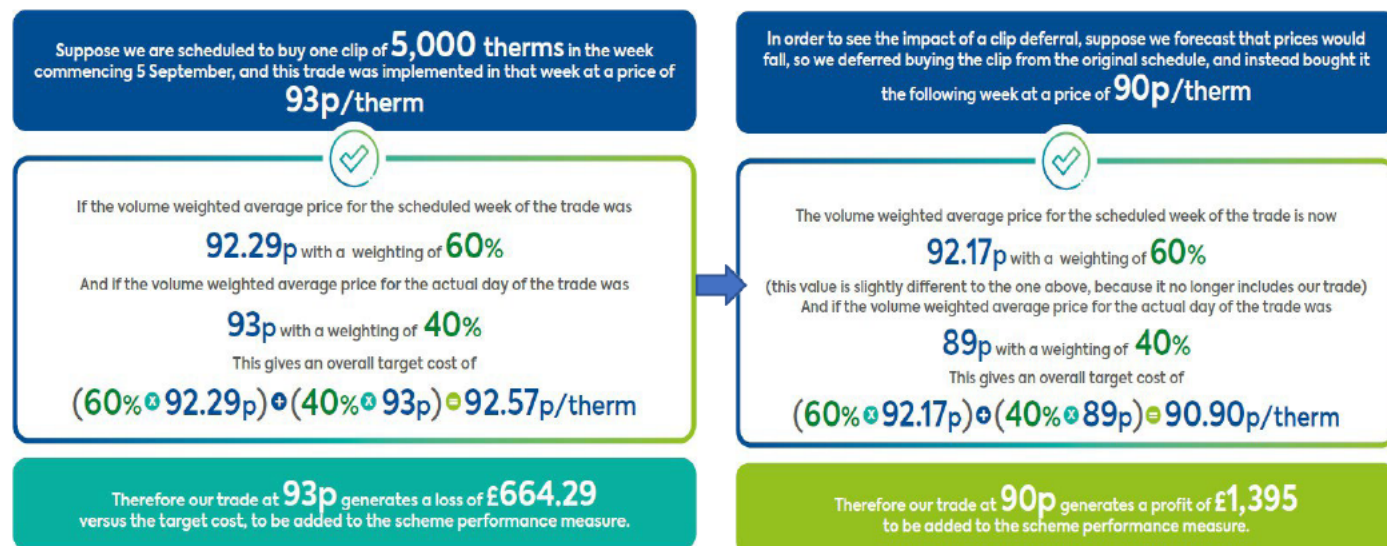 Suppose we are scheduled to buy one clip of 5,000 therms in the week
commencing 5 September, and this trade was implemented in that week at a price of
93p/therm
If the volume weighted average price for the scheduled week of the trade was
92.29p with a weighting of 60%
And if the volume weighted average price for the actual day of the trade was
93p with a weighting of 40%
This gives an overall target cost of
(60% x 92.29p) + (40% x 93p) = 92.57p/therm
Therefore our trade at 93p generates a loss of £664.29
versus the target cost, to be added to the scheme performance measure.
In order to see the impact of a clip deferral, suppose we forecast that prices would
fall, so we deferred buying the clip from the original schedule, and instead bought it
the following week at a price of 90p/therm
The volume weighted average price for the scheduled week of the trade is now
92.17p with a weighting of 60%
(this value is slightly different to the one above, because it no longer includes our trade)
And if the volume weighted average price for the actual day of the trade was
89p with a weighting of 40%
This gives an overall target cost of
(60% x 92.17p) + (40% x 89p) = 90.90p/therm
Therefore our trade at 90p generates a profit of £1,395
to be added to the scheme performance measure.